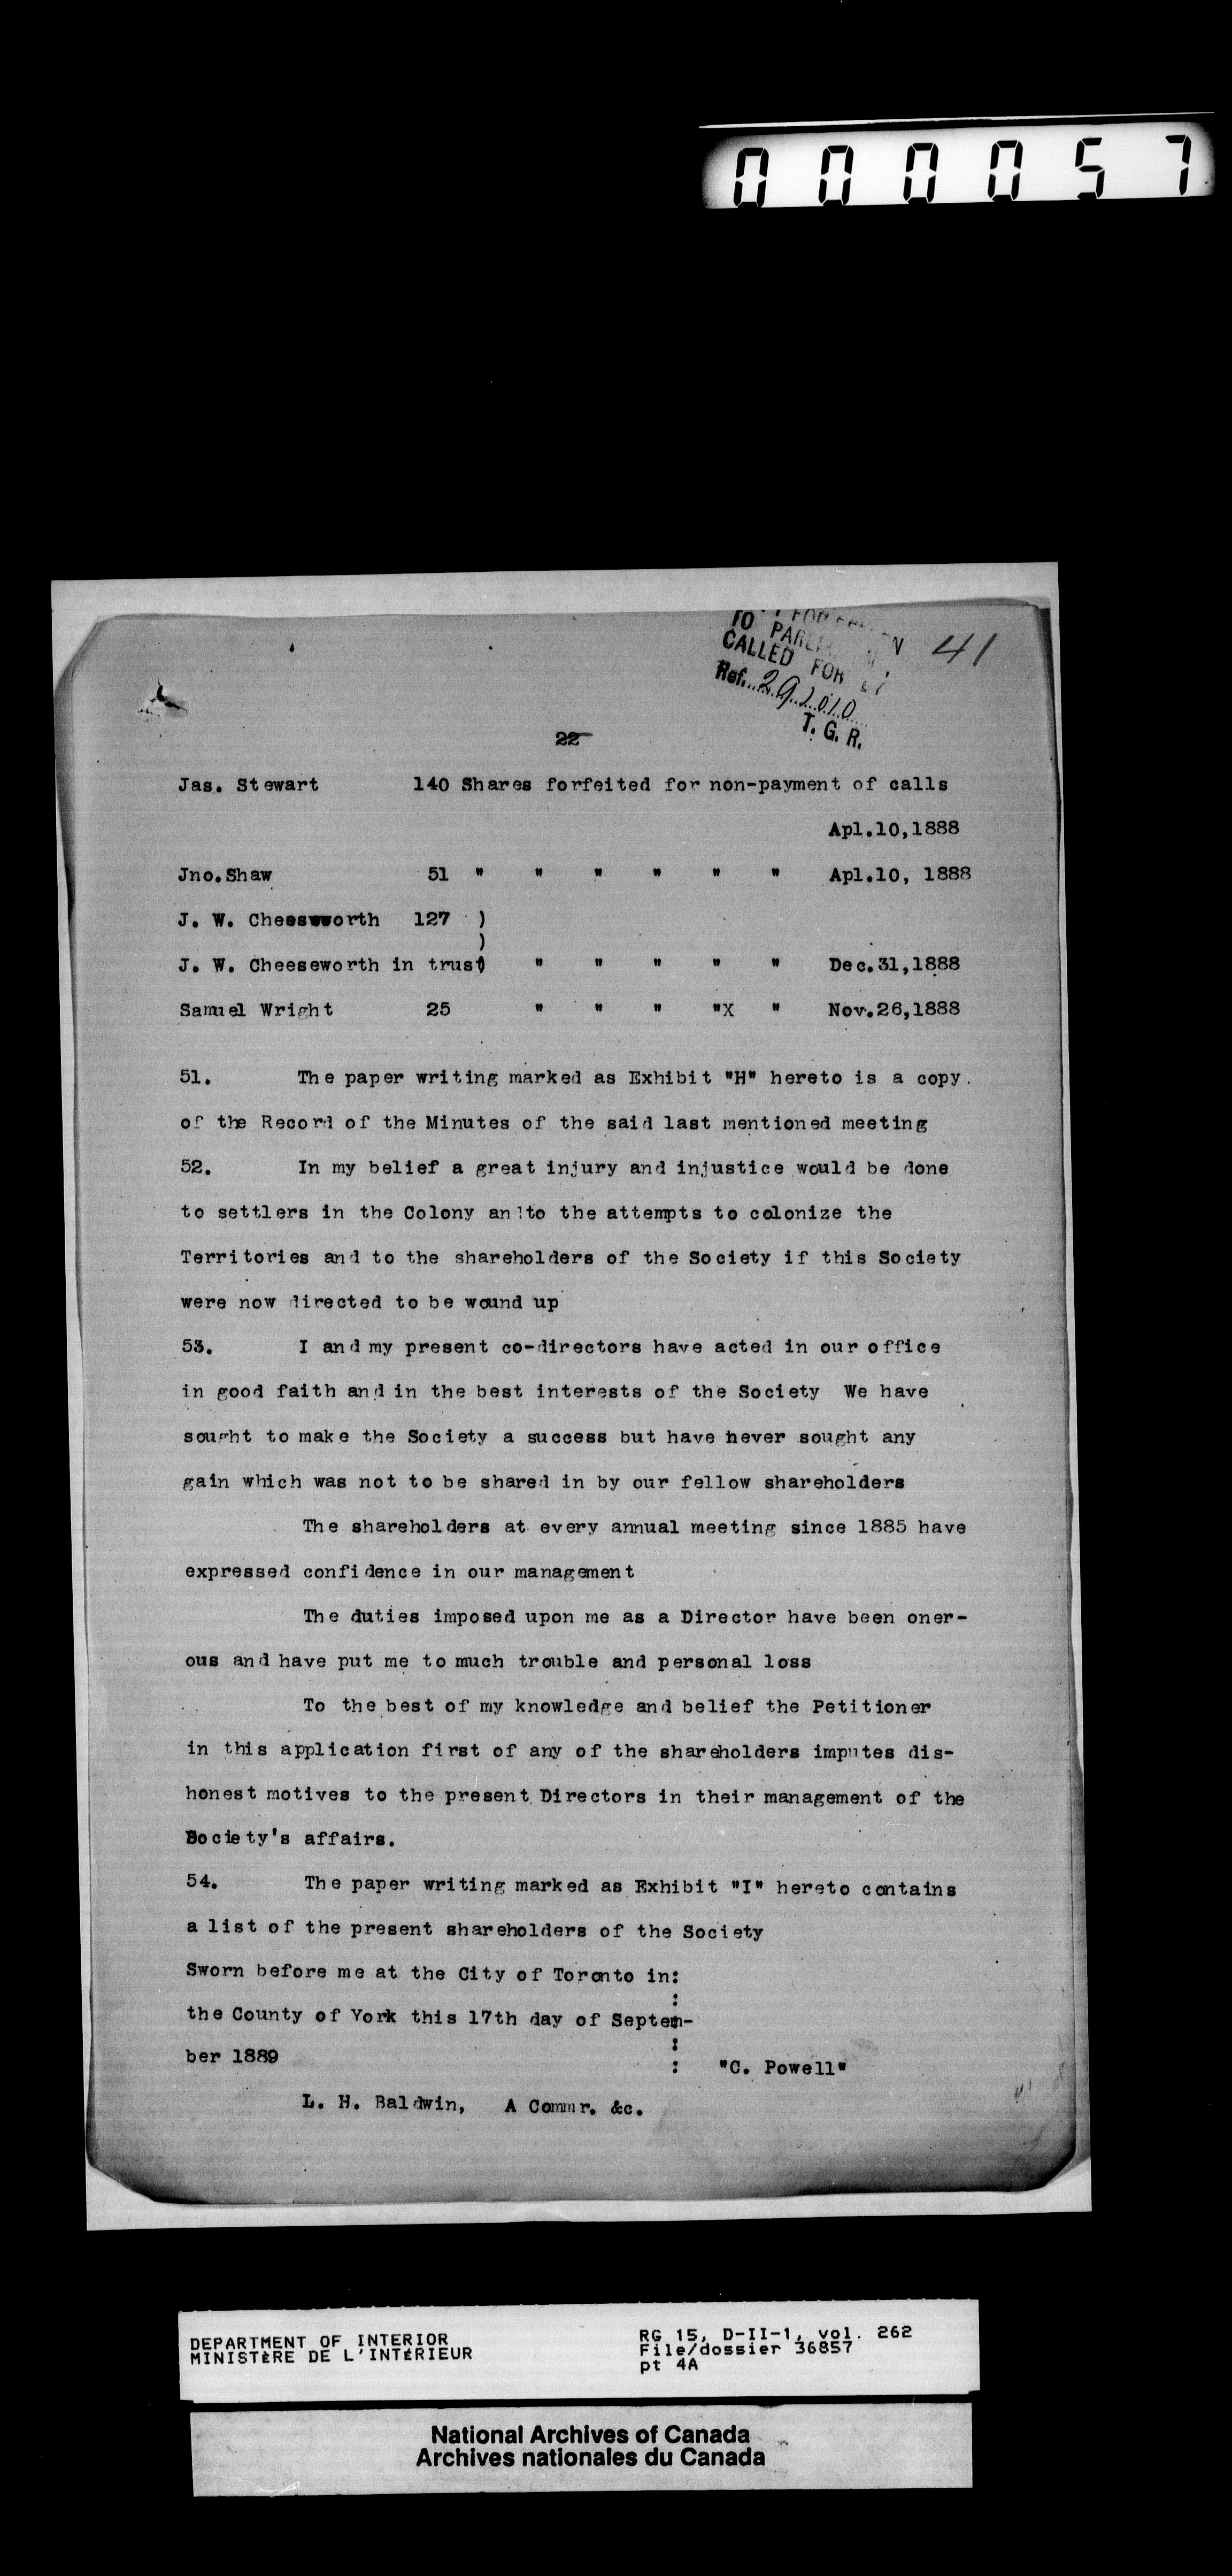 000057
TO PARL
CALLED FOR
Ref. 291010
T. G. R.
41
22
Jas. Stewart 140 Shares forfeited for non-payment of calls
Apl.10,1888
Jno.Shaw 51 " " " " " " Apl.10, 1888
J. W. Cheeswworth 127 )
)
J. W. Cheeseworth in trust) " " " " " Dec.31,1888
Samuel Wright 25 " " " "X " Nov.26,1888
51. The paper writing marked as Exhibit "H" hereto is a copy.
of the Record of the Minutes of the said last mentioned meeting
52. In my belief a great injury and injustice would be done
to settlers in the Colony and to the attempts to colonize the
Territories and to the shareholders of the Society if this Society
were now directed to be wound up
53. I and my present co-directors have acted in our office
in good faith and in the best interests of the Society We have
sought to make the Society a success but have never sought any
gain which was not to be shared in by our fellow shareholders
The shareholders at every annual meeting since 1885 have
expressed confidence in our management
The duties imposed upon me as a Director have been oner-
ous and have put me to much trouble and personal loss
To the best of my knowledge and belief the Petitioner
in this application first of any of the shareholders imputes dis-
honest motives to the present Directors in their management of the
Society's affairs.
54. The paper writing marked as Exhibit "I" hereto contains
a list of the present shareholders of the Society
Sworn before me at the City of Toronto in:
:
the County of York this 17th day of Septem-
:
ber 1889 : "C. Powell"
L. H. Baldwin, A Commr. &c.
DEPARTMENT OF INTERIOR
MINISTÈRE DE L'INTÉRIEUR
RG 15, D-II-1, vol. 262
File/dossier 36857
pt 4A
National Archives of Canada
Archives nationales du Canada